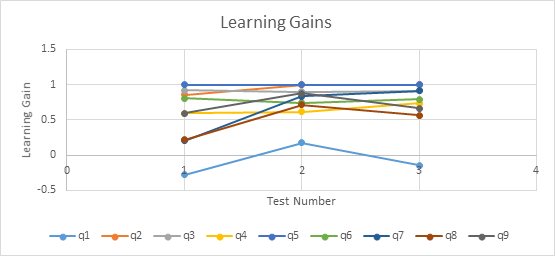 Learning Gains
1.5
1
0.5
0
-0.5
0 1 2 3 4
Learning Gain
Test Number
q1 q2 q3 q4 q5 q6 q7 q8 q9